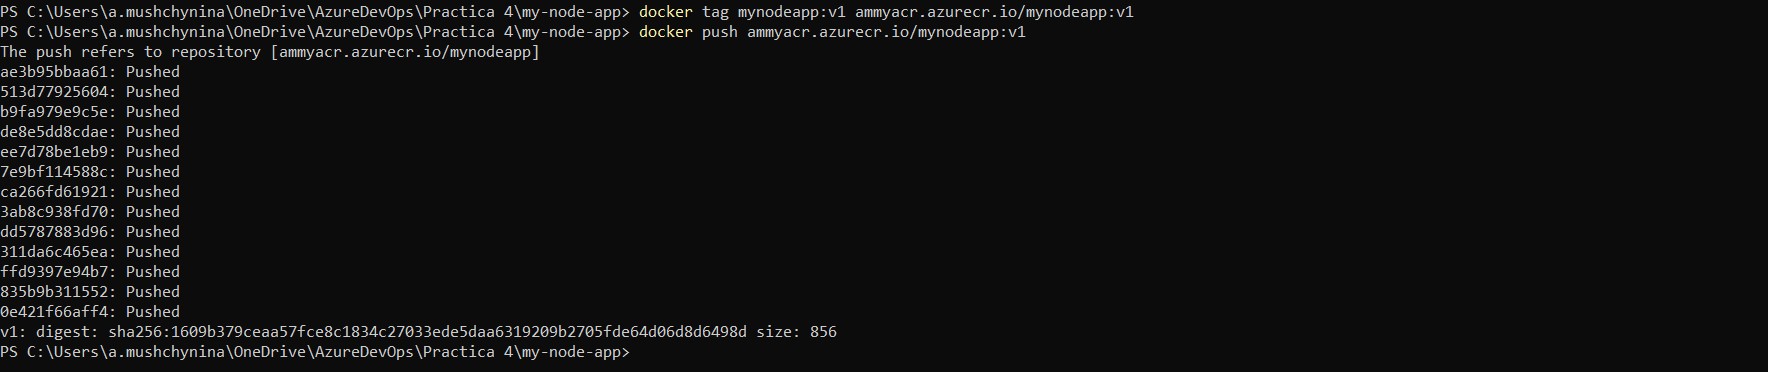 PS C:\Users\a.mushchynina\OneDrive\AzureDevOps\Practica 4\my-node-app> docker tag mynodeapp:v1 ammyacr.azurecr.io/mynodeapp:v1
PS C:\Users\a.mushchynina\OneDrive\AzureDevOps\Practica 4\my-node-app> docker push ammyacr.azurecr.io/mynodeapp:v1
The push refers to repository [ammyacr.azurecr.io/mynodeapp]
ae3b95bbaa61: Pushed
513d77925604: Pushed
b9fa979e9c5e: Pushed
de8e5dd8cdae: Pushed
ee7d78be1eb9: Pushed
7e9bf114588c: Pushed
ca266fd61921: Pushed
3ab8c938fd70: Pushed
dd5787883d96: Pushed
311da6c465ea: Pushed
ffd9397e94b7: Pushed
835b9b311552: Pushed
0e421f66aff4: Pushed
v1: digest: sha256:1609b379ceaa57fce8c1834c27033ede5daa6319209b2705fde64d06d8d6498d size: 856
PS C:\Users\a.mushchynina\OneDrive\AzureDevOps\Practica 4\my-node-app>